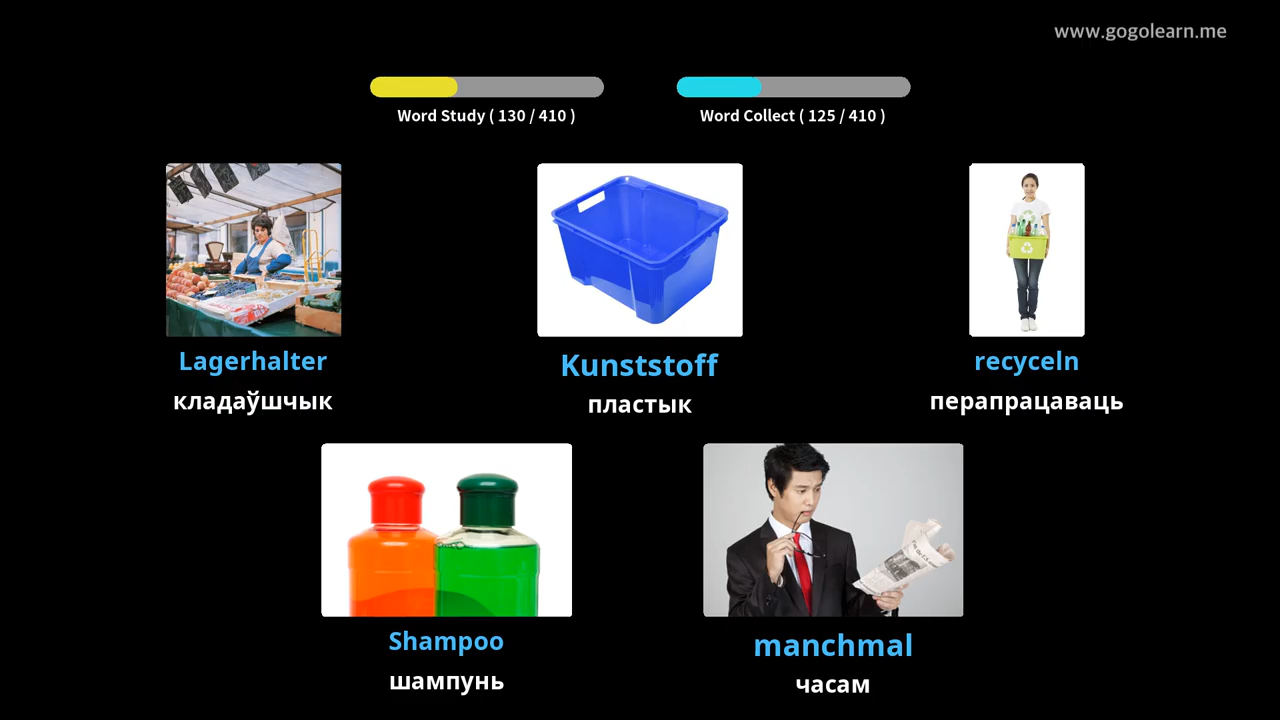 www.gogolearn.me
Word Study ( 130 / 410 )
Word Collect ( 125 / 410 )
Lagerhalter
кладаўшчык
Kunststoff
пластык
recyceln
перапрацаваць
Shampoo
шампунь
manchmal
часам